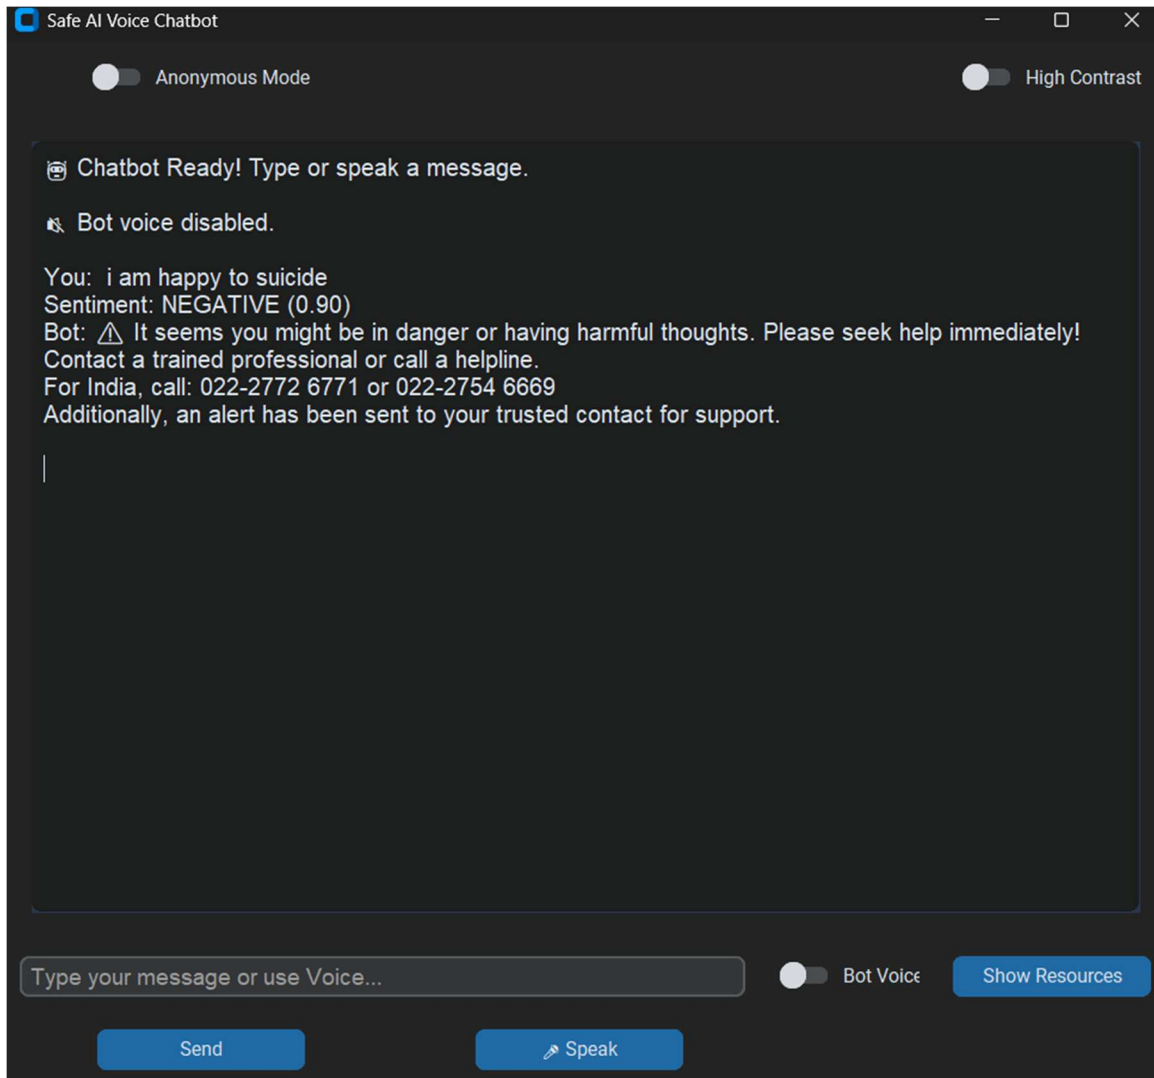 Safe AI Voice Chatbot
Anonymous Mode
High Contrast
Chatbot Ready! Type or speak a message.
Bot voice disabled.
You:  i am happy to suicide
Sentiment: NEGATIVE (0.90)
Bot: ⚠ It seems you might be in danger or having harmful thoughts. Please seek help immediately!
Contact a trained professional or call a helpline.
For India, call: 022-2772 6771 or 022-2754 6669
Additionally, an alert has been sent to your trusted contact for support.
Type your message or use Voice...
Bot Voice
Show Resources
Send
Speak